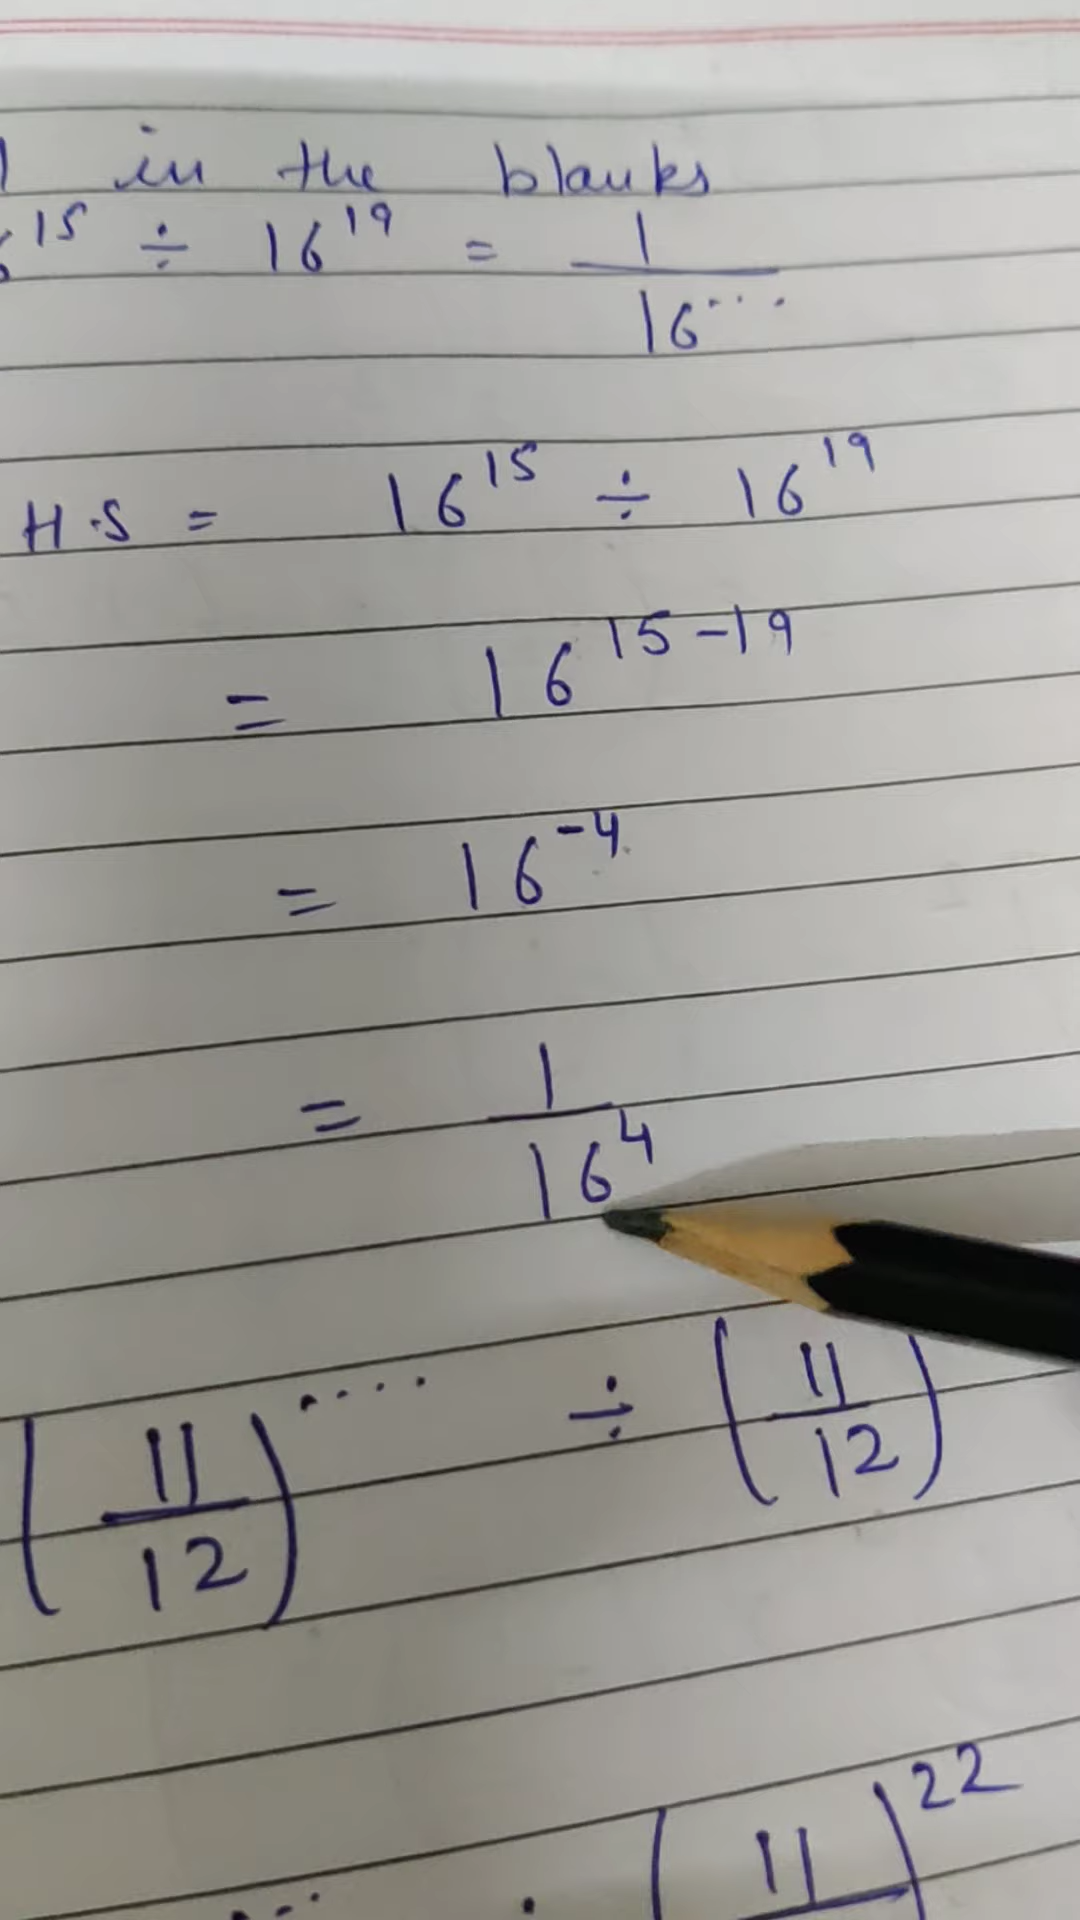 in the blanks
15 ÷ 16^19 = 1/16^...
H.S = 16^15 ÷ 16^19
= 16^15-19
= 16^-4
= 1/16^4
(11/12)^.... ÷ (11/12)
(11 )^22